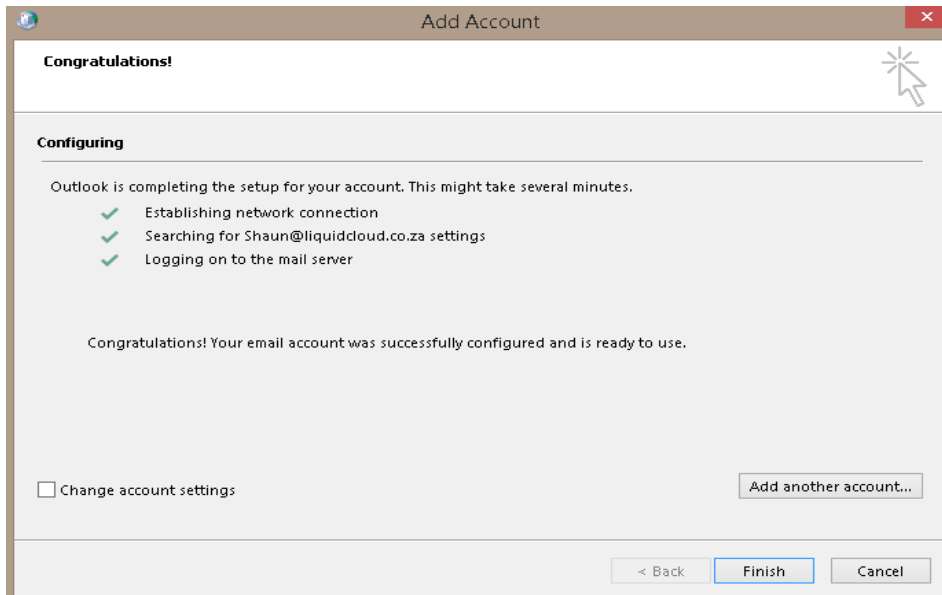 Add Account
Congratulations!
Configuring
Outlook is completing the setup for your account. This might take several minutes.
Establishing network connection
Searching for Shaun@liquidcloud.co.za settings
Logging on to the mail server
Congratulations! Your email account was successfully configured and is ready to use.
Change account settings
Add another account...
< Back
Finish
Cancel